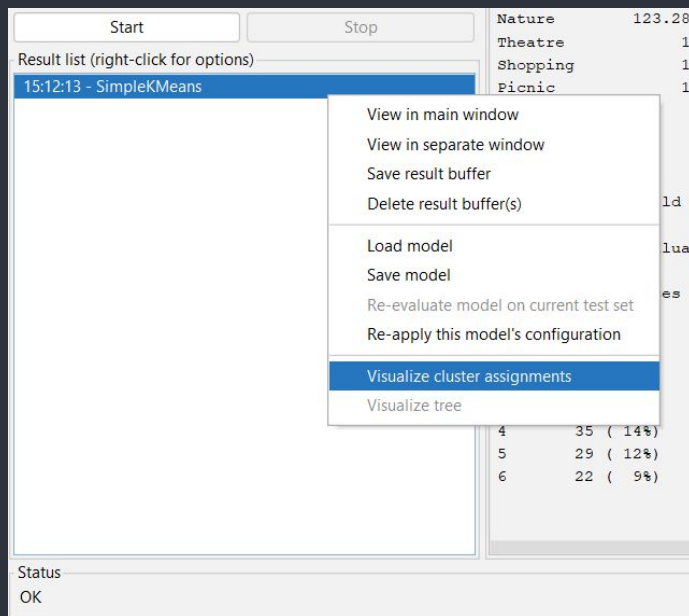 Start
Stop
Result list (right-click for options)
15:12:13 - SimpleKMeans
View in main window
View in separate window
Save result buffer
Delete result buffer(s)
Load model
Save model
Re-evaluate model on current test set
Re-apply this model's configuration
Visualize cluster assignments
Visualize tree
Nature 123.28
Theatre 1
Shopping 1
Picnic 1
4 35 ( 14%)
5 29 ( 12%)
6 22 ( 9%)
Status
OK